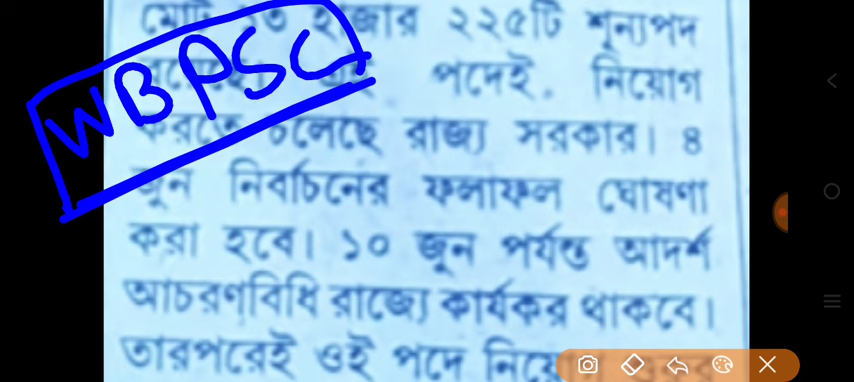 মোট ১৩ হাজার ২২৫টি শূন্যপদ
WBPSC
পদেই. নিয়োগ
করতে চলেছে রাজ্য সরকার। ৪
জুন নির্বাচনের ফলাফল ঘোষণা
করা হবে। ১০ জুন পর্যন্ত আদর্শ
আচরণবিধি রাজ্যে কার্যকর থাকবে।
তারপরেই ওই পদে